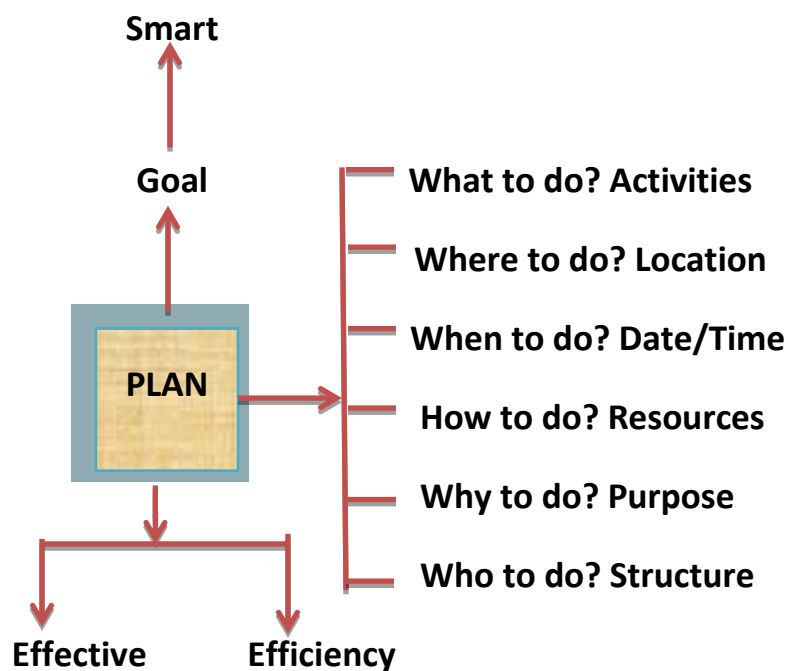 Smart
Goal
What to do? Activities
Where to do? Location
When to do? Date/Time
PLAN
How to do? Resources
Why to do? Purpose
Who to do? Structure
Effective
Efficiency